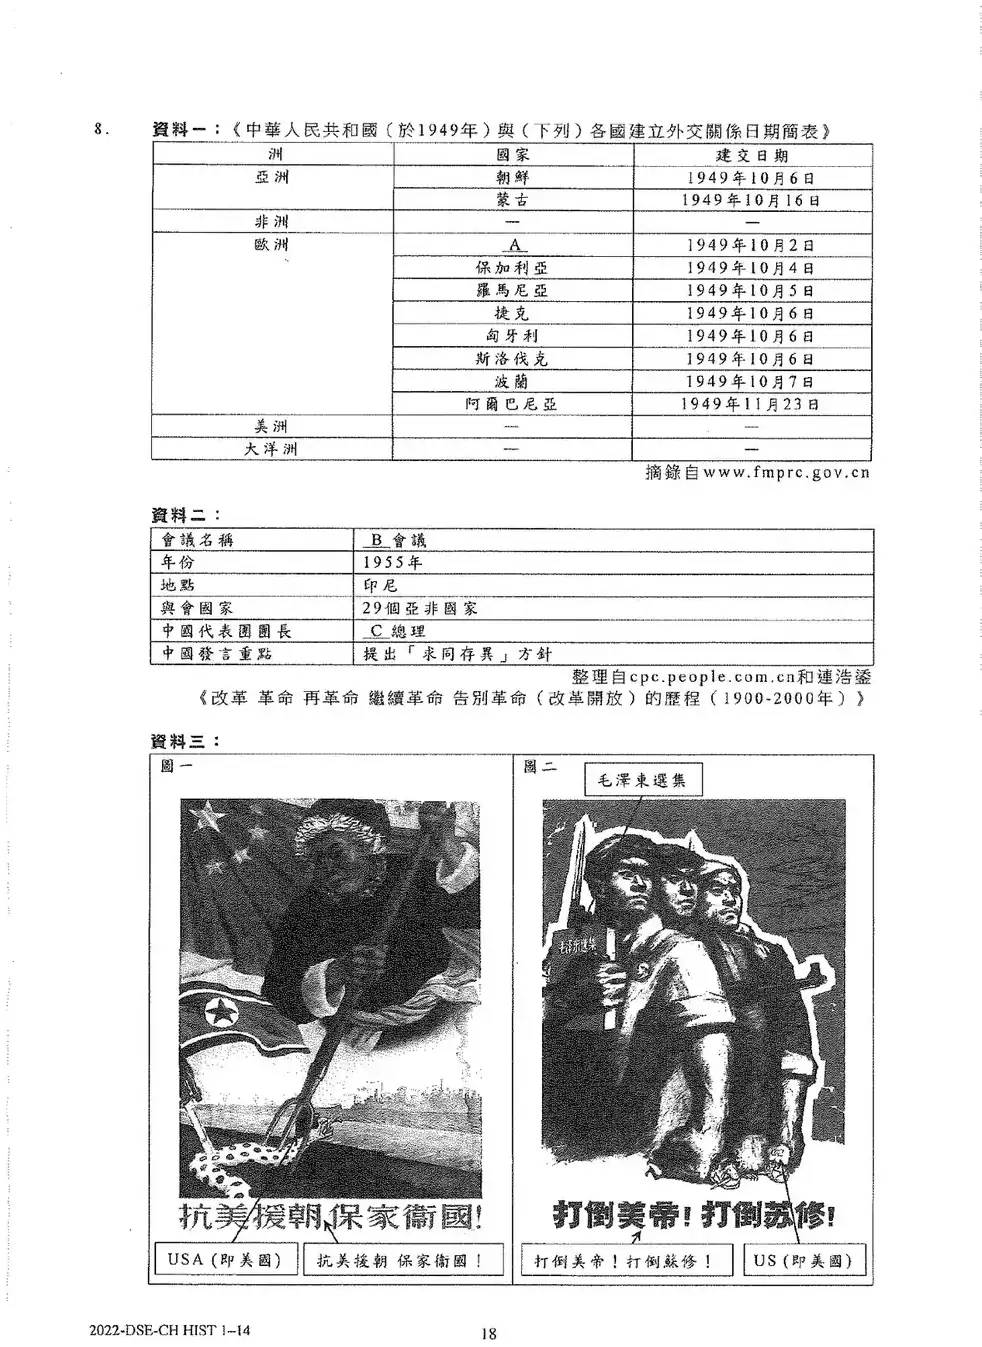 8. 資料一：《中華人民共和國（於1949年）與（下列）各國建立外交關係日期簡表》
洲 國家 建交日期
亞洲 朝鮮 1949年10月6日
蒙古 1949年10月16日
非洲 — —
歐洲 A 1949年10月2日
保加利亞 1949年10月4日
羅馬尼亞 1949年10月5日
捷克 1949年10月6日
匈牙利 1949年10月6日
斯洛伐克 1949年10月6日
波蘭 1949年10月7日
阿爾巴尼亞 1949年11月23日
美洲 — —
大洋洲 — —
摘錄自www.fmprc.gov.cn
資料二：
會議名稱 B 會議
年份 1955年
地點 印尼
與會國家 29個亞非國家
中國代表團團長 C 總理
中國發言重點 提出「求同存異」方針
整理自cpc.people.com.cn和連浩鋈
《改革 革命 再革命 繼續革命 告別革命（改革開放）的歷程（1900-2000年）》
資料三：
圖一
圖二
毛澤東選集
毛泽东选集
抗美援朝保家衞國!
打倒美帝! 打倒苏修!
USA (即美國)
抗美援朝 保家衞國！
打倒美帝！打倒蘇修！
US (即美國)
2022-DSE-CH HIST 1–14
18